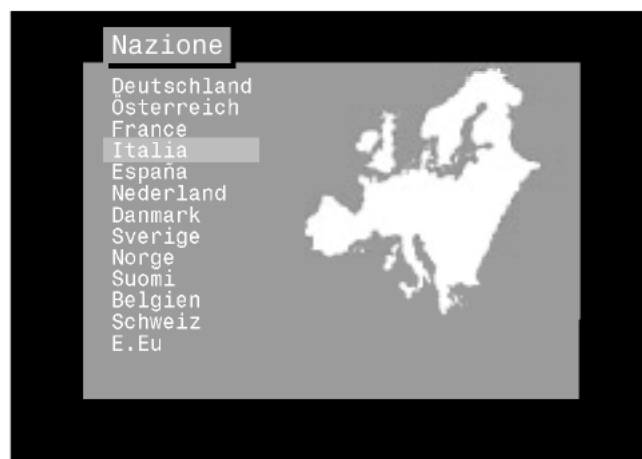 Nazione
Deutschland
Österreich
France
Italia
España
Nederland
Danmark
Sverige
Norge
Suomi
Belgien
Schweiz
E.Eu